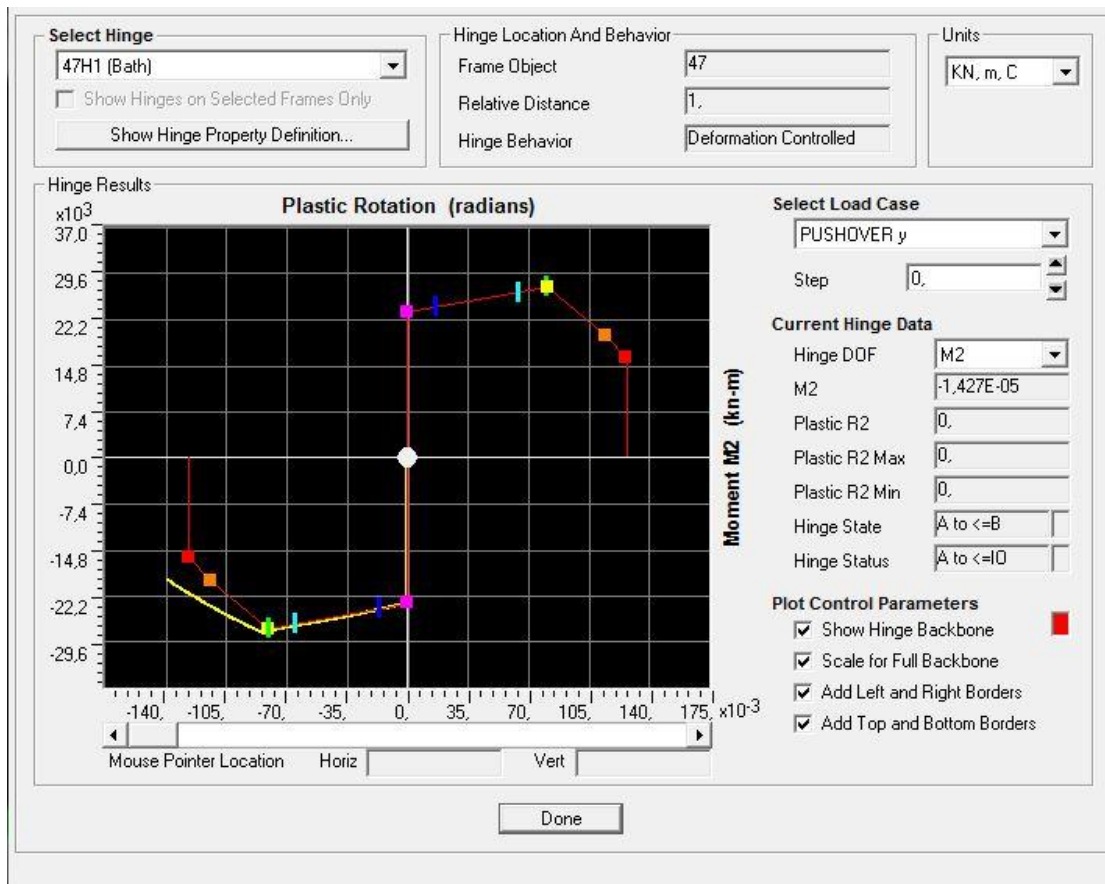 Select Hinge
47H1 (Bath)
Show Hinges on Selected Frames Only
Show Hinge Property Definition...
Hinge Location And Behavior
Frame Object 47
Relative Distance 1,
Hinge Behavior Deformation Controlled
Units
KN, m, C
Hinge Results
Plastic Rotation (radians)
x10³
37,0
29,6
22,2
14,8
7,4
0,0
-7,4
-14,8
-22,2
-29,6
-140, -105, -70, -35, 0, 35, 70, 105, 140, 175, x10⁻³
Moment M2 (kn-m)
Mouse Pointer Location Horiz Vert
Select Load Case
PUSHOVER y
Step 0,
Current Hinge Data
Hinge DOF M2
M2 -1,427E-05
Plastic R2 0,
Plastic R2 Max 0,
Plastic R2 Min 0,
Hinge State A to <=B
Hinge Status A to <=IO
Plot Control Parameters
Show Hinge Backbone
Scale for Full Backbone
Add Left and Right Borders
Add Top and Bottom Borders
Done